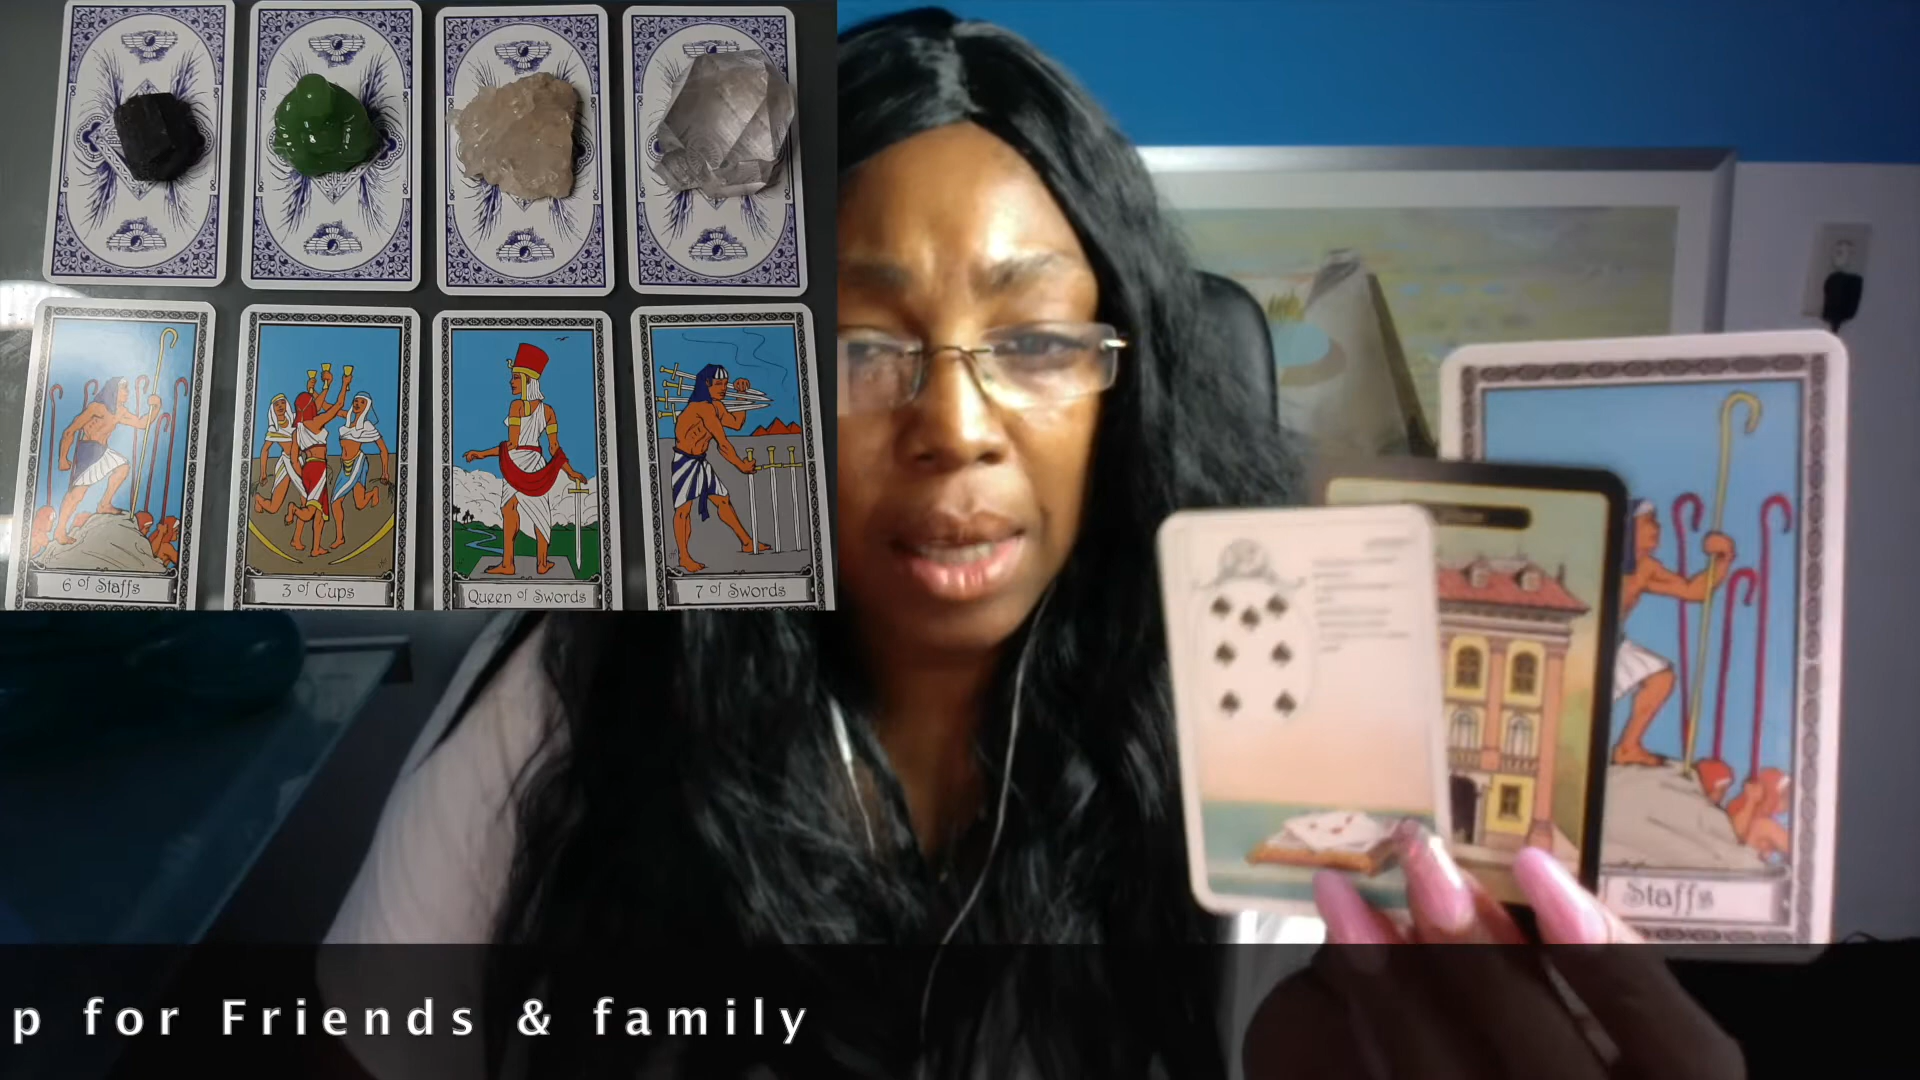 6 of Staffs
3 of Cups
Queen of Swords
7 of Swords
Staffs
p for Friends & family